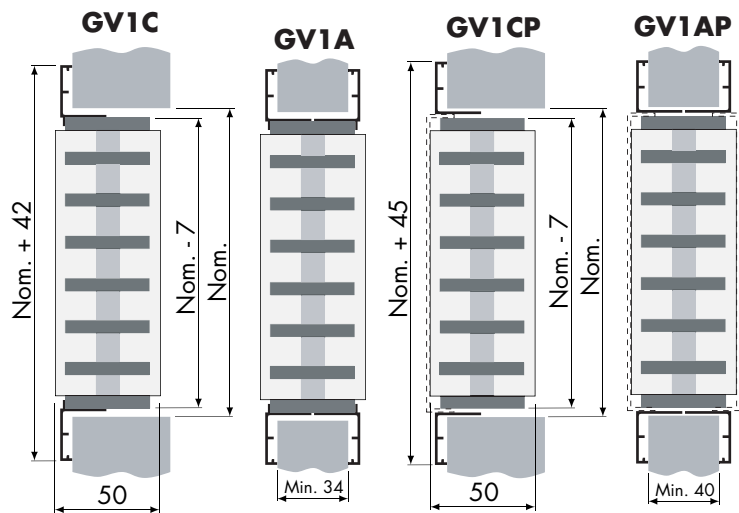 GV1C
GV1A
GV1CP
GV1AP
Nom. + 42
Nom. - 7
Nom.
Nom. + 45
Nom. - 7
Nom.
50
Min. 34
50
Min. 40